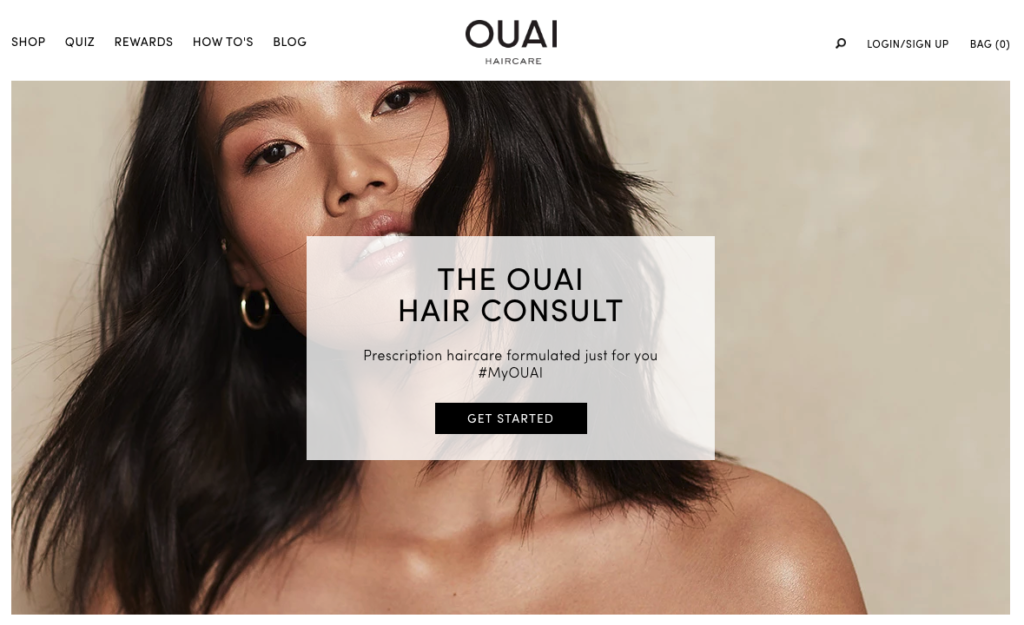 SHOP
QUIZ
REWARDS
HOW TO'S
BLOG
OUAI
HAIRCARE
LOGIN/SIGN UP
BAG (0)
THE OUAI
HAIR CONSULT
Prescription haircare formulated just for you
#MyOUAI
GET STARTED